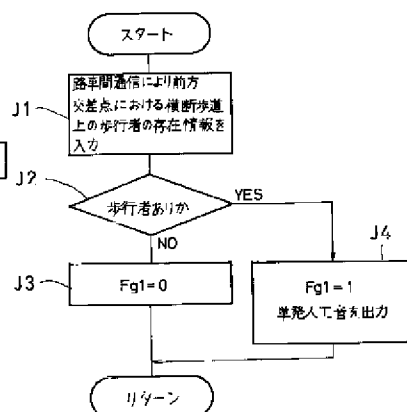 スタート
J1
路車間通信により前方
交差点における横断歩道
上の歩行者の存在情報を
入力
J2
歩行者ありか
YES
NO
J3
Fg1=0
J4
Fg1=1
単発人工音を出力
リターン